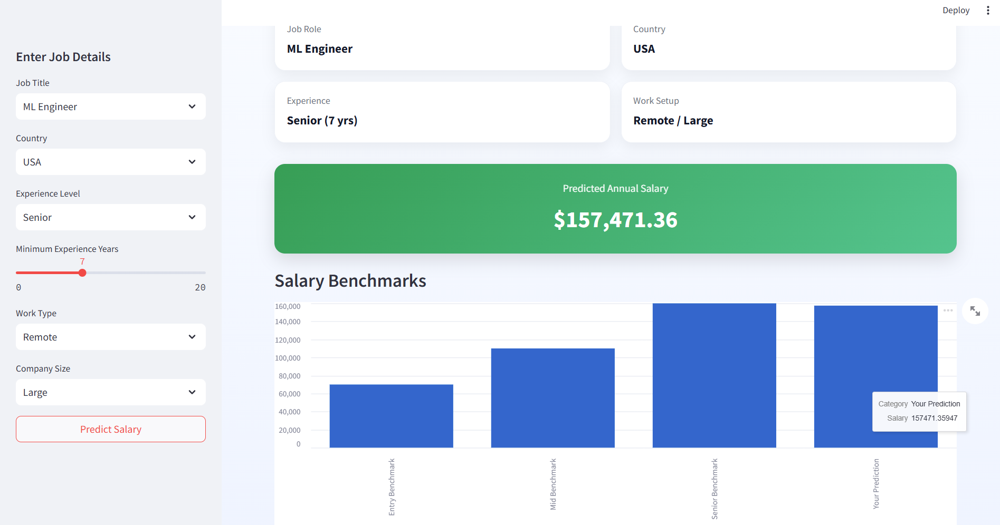 Deploy
Enter Job Details
Job Title
ML Engineer
Country
USA
Experience Level
Senior
Minimum Experience Years
7
0 20
Work Type
Remote
Company Size
Large
Predict Salary
Job Role
ML Engineer
Country
USA
Experience
Senior (7 yrs)
Work Setup
Remote / Large
Predicted Annual Salary
$157,471.36
Salary Benchmarks
160,000
140,000
120,000
100,000
80,000
60,000
40,000
20,000
0
Category Your Prediction
Salary 157471.35947
Entry Benchmark
Mid Benchmark
Senior Benchmark
Your Prediction